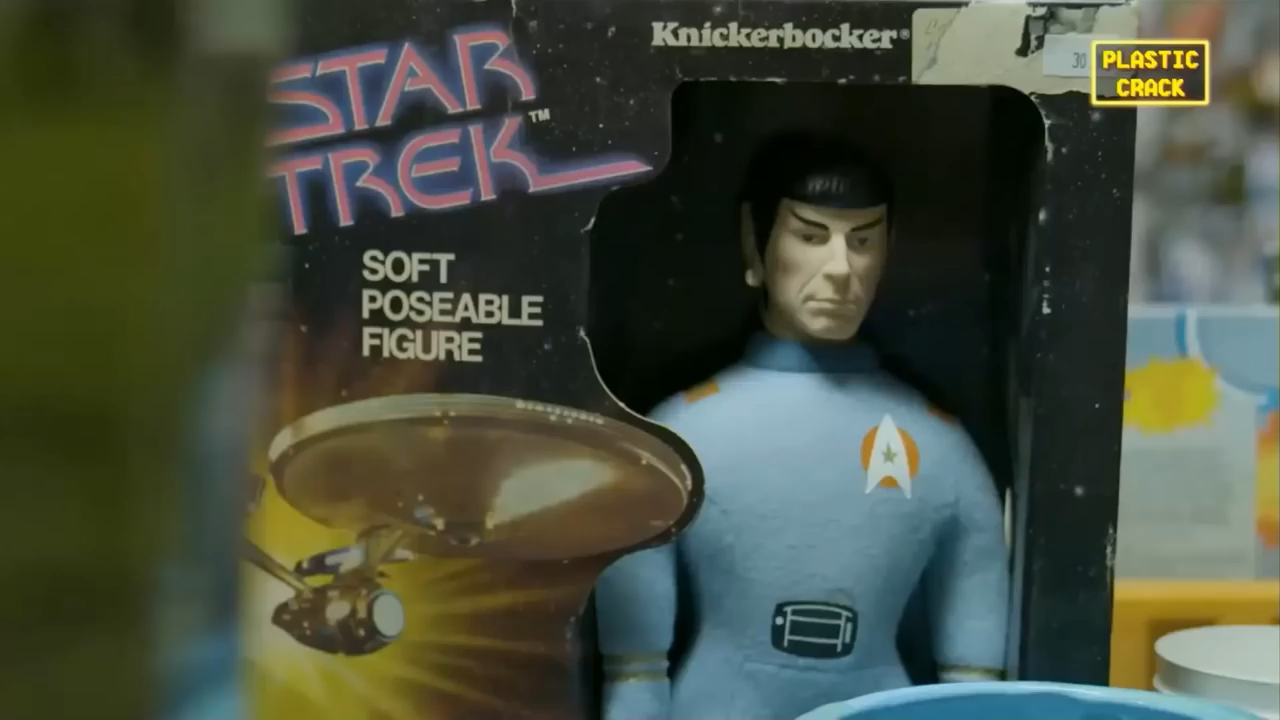 STAR
TREK™
Knickerbocker®
30
PLASTIC
CRACK
SOFT
POSEABLE
FIGURE